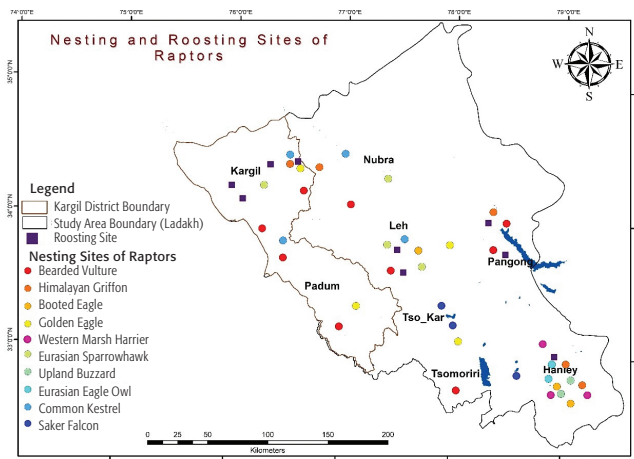 74°0'0"E 75°0'0"E 76°0'0"E 77°0'0"E 78°0'0"E 79°0'0"E
Nesting and Roosting Sites of
Raptors
N
W E
S
35°0'0"N
34°0'0"N
33°0'0"N
Kargil
Nubra
Leh
Pangong
Padum
Tso_Kar
Tsomoriri
Hanley
Legend
Kargil District Boundary
Study Area Boundary (Ladakh)
Roosting Site
Nesting Sites of Raptors
Bearded Vulture
Himalayan Griffon
Booted Eagle
Golden Eagle
Western Marsh Harrier
Eurasian Sparrowhawk
Upland Buzzard
Eurasian Eagle Owl
Common Kestrel
Saker Falcon
0 25 50 100 150 200
Kilometers